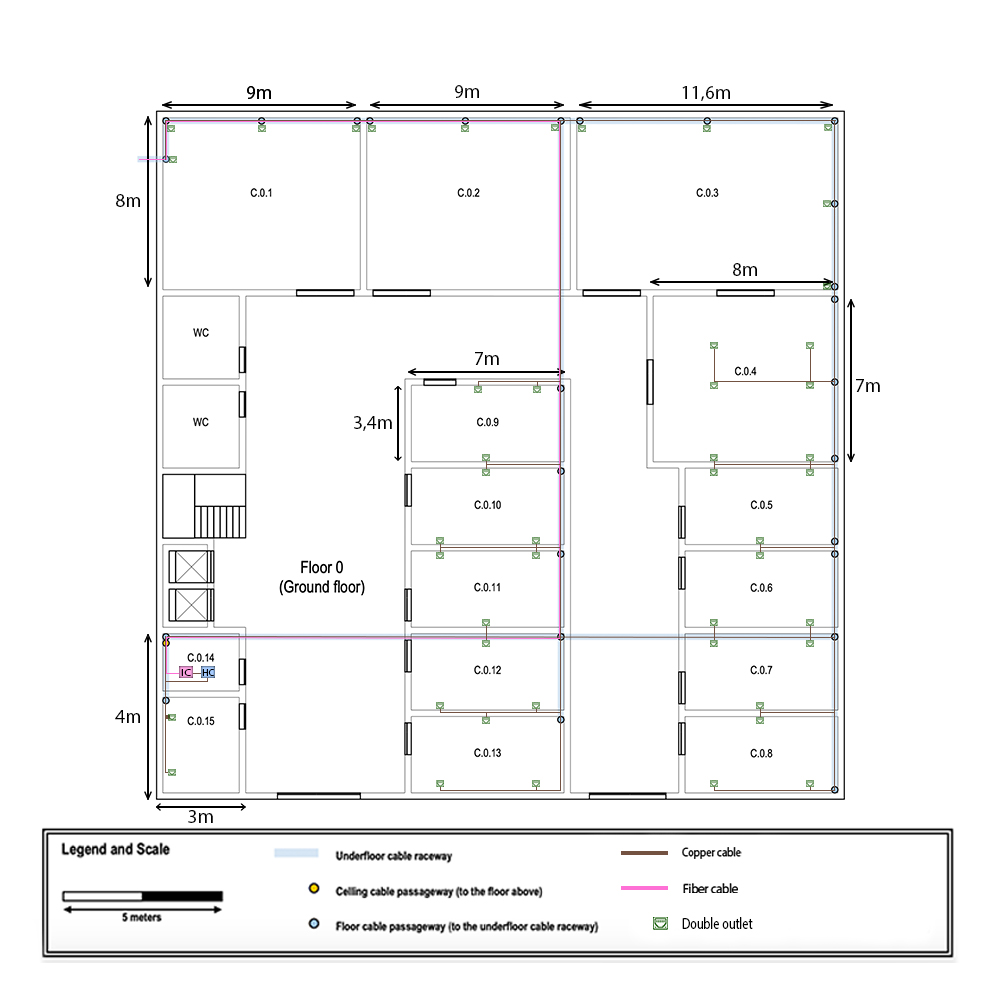 9m
9m
11,6m
8m
C.0.1
C.0.2
C.0.3
8m
WC
7m
C.0.4
7m
3,4m
WC
C.0.9
C.0.10
C.0.5
Floor 0
(Ground floor)
C.0.11
C.0.6
C.0.14
IC
HC
C.0.12
C.0.7
4m
C.0.15
C.0.13
C.0.8
3m
Legend and Scale
5 meters
Underfloor cable raceway
Celling cable passageway (to the floor above)
Floor cable passageway (to the underfloor cable raceway)
Copper cable
Fiber cable
Double outlet